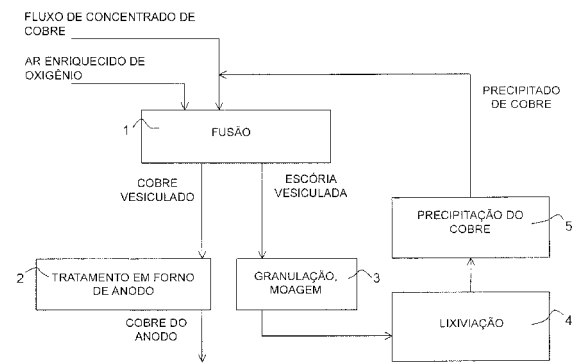 FLUXO DE CONCENTRADO DE
COBRE
AR ENRIQUECIDO DE
OXIGÊNIO
PRECIPITADO
DE COBRE
1
FUSÃO
COBRE
VESICULADO
ESCÓRIA
VESICULADA
PRECIPITAÇÃO DO
COBRE
5
2
TRATAMENTO EM FORNO
DE ANODO
GRANULAÇÃO,
MOAGEM
3
COBRE DO
ANODO
LIXIVIAÇÃO
4